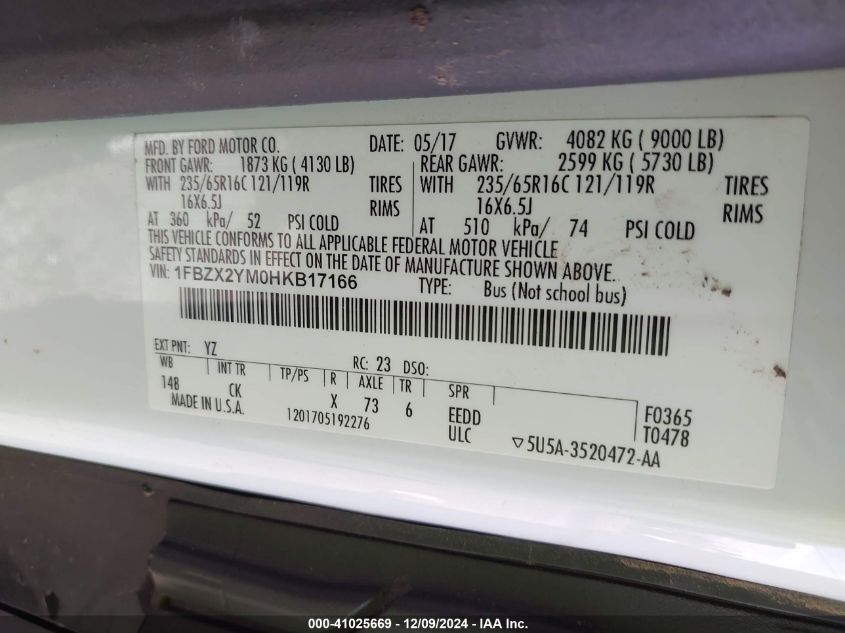 MFD. BY FORD MOTOR CO. DATE: 05/17 GVWR: 4082 KG ( 9000 LB)
FRONT GAWR: 1873 KG ( 4130 LB) REAR GAWR: 2599 KG ( 5730 LB)
WITH 235/65R16C 121/119R TIRES WITH 235/65R16C 121/119R TIRES
16X6.5J RIMS 16X6.5J RIMS
AT 360 kPa/ 52 PSI COLD AT 510 kPa/ 74 PSI COLD
THIS VEHICLE CONFORMS TO ALL APPLICABLE FEDERAL MOTOR VEHICLE
SAFETY STANDARDS IN EFFECT ON THE DATE OF MANUFACTURE SHOWN ABOVE.
VIN: 1FBZX2YM0HKB17166 TYPE: Bus (Not school bus)
EXT PNT: YZ RC: 23 DSO:
WB INT TR TP/PS R AXLE TR SPR
148 CK X 73 6 EEDD F0365
MADE IN U.S.A. 1201705192276 ULC T0478
▽5U5A-3520472-AA
000-41025669 - 12/09/2024 - IAA Inc.